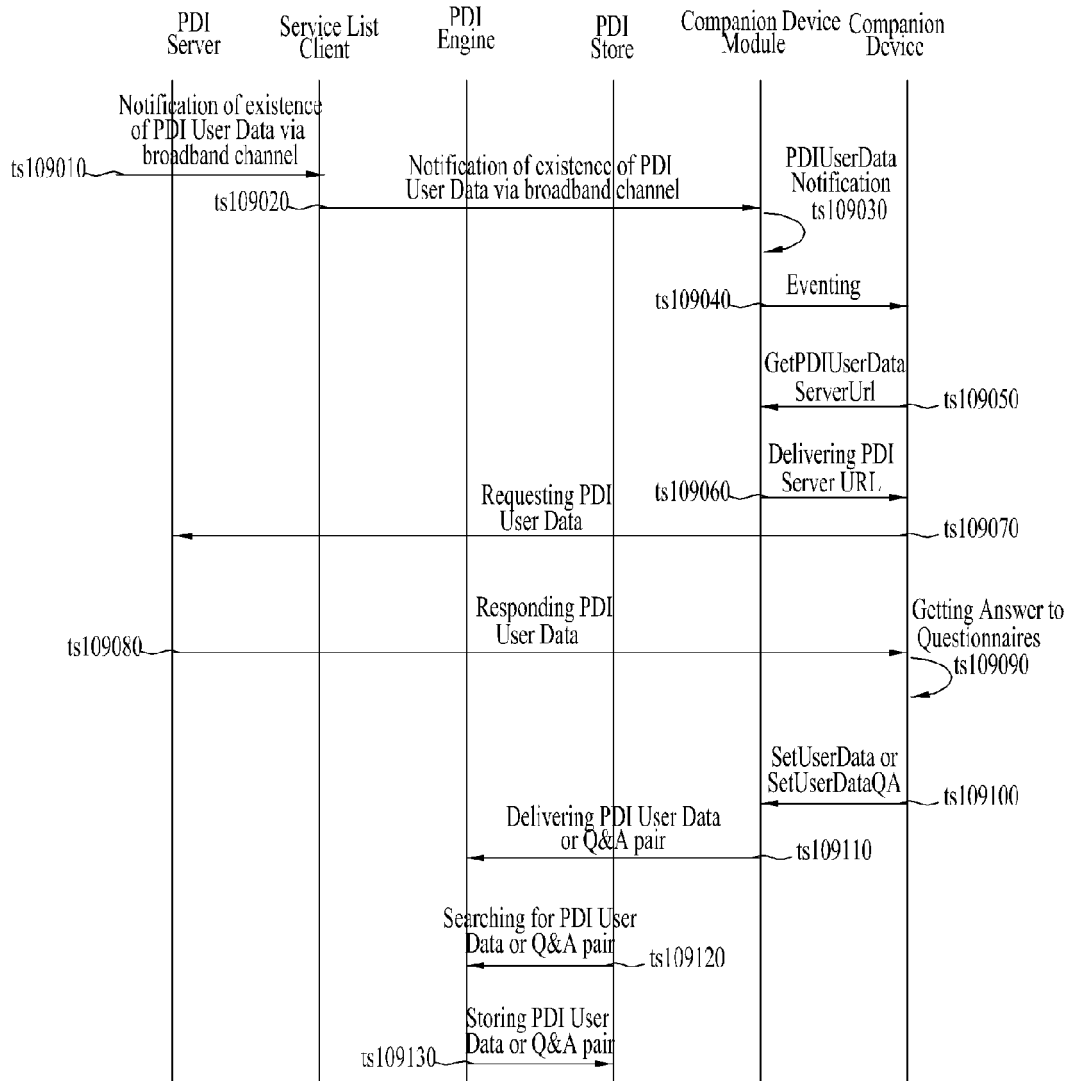 PDI
Server
Service List
Client
PDI
Engine
PDI
Store
Companion Device
Module
Companion
Device
Notification of existence
of PDI User Data via
broadband channel
ts109010
Notification of existence of PDI
User Data via broadband channel
ts109020
PDIUserData
Notification
ts109030
Eventing
ts109040
GetPDIUserData
ServerUrl
ts109050
Delivering PDI
Server URL
ts109060
Requesting PDI
User Data
ts109070
Responding PDI
User Data
ts109080
Getting Answer to
Questionnaires
ts109090
SetUserData or
SetUserDataQA
ts109100
Delivering PDI User Data
or Q&A pair
ts109110
Searching for PDI User
Data or Q&A pair
ts109120
Storing PDI User
Data or Q&A pair
ts109130